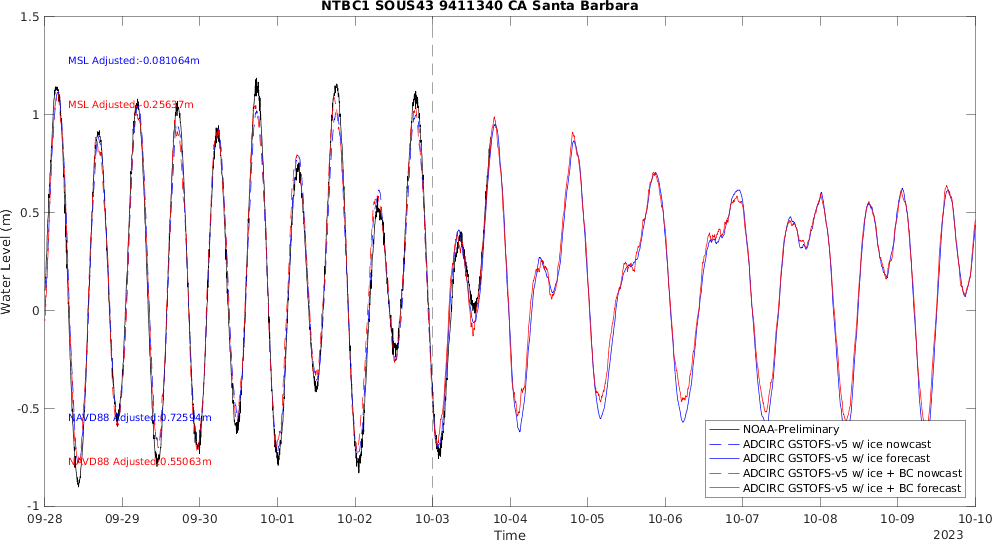 NTBC1 SOUS43 9411340 CA Santa Barbara
1.5
MSL Adjusted:-0.081064m
MSL Adjusted:-0.25637m
1
0.5
Water Level (m)
0
-0.5
NAVD88 Adjusted:0.72594m
NAVD88 Adjusted:0.55063m
NOAA-Preliminary
ADCIRC GSTOFS-v5 w/ ice nowcast
ADCIRC GSTOFS-v5 w/ ice forecast
ADCIRC GSTOFS-v5 w/ ice + BC nowcast
ADCIRC GSTOFS-v5 w/ ice + BC forecast
-1
09-28 09-29 09-30 10-01 10-02 10-03 10-04 10-05 10-06 10-07 10-08 10-09 10-10
Time
2023